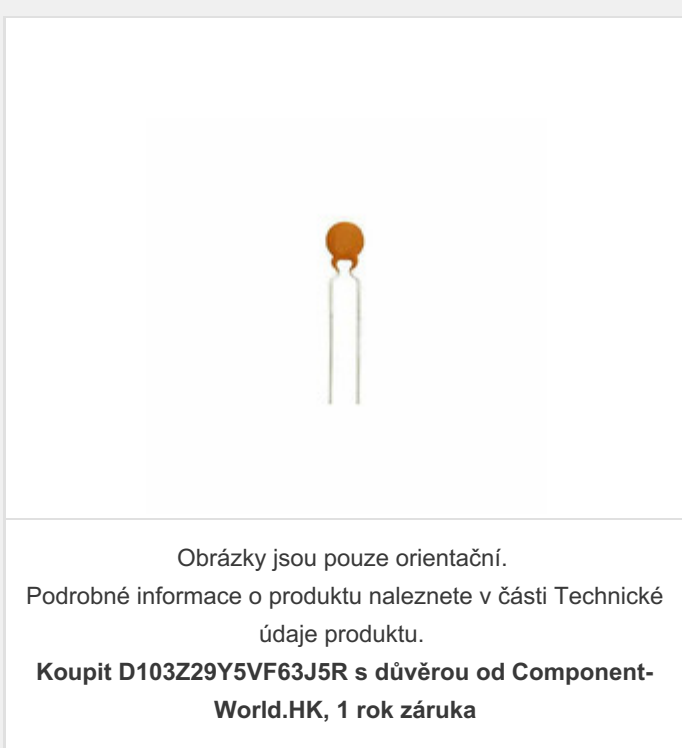 Obrázky jsou pouze orientační.
Podrobné informace o produktu naleznete v části Technické
údaje produktu.
Koupit D103Z29Y5VF63J5R s důvěrou od Component-
World.HK, 1 rok záruka